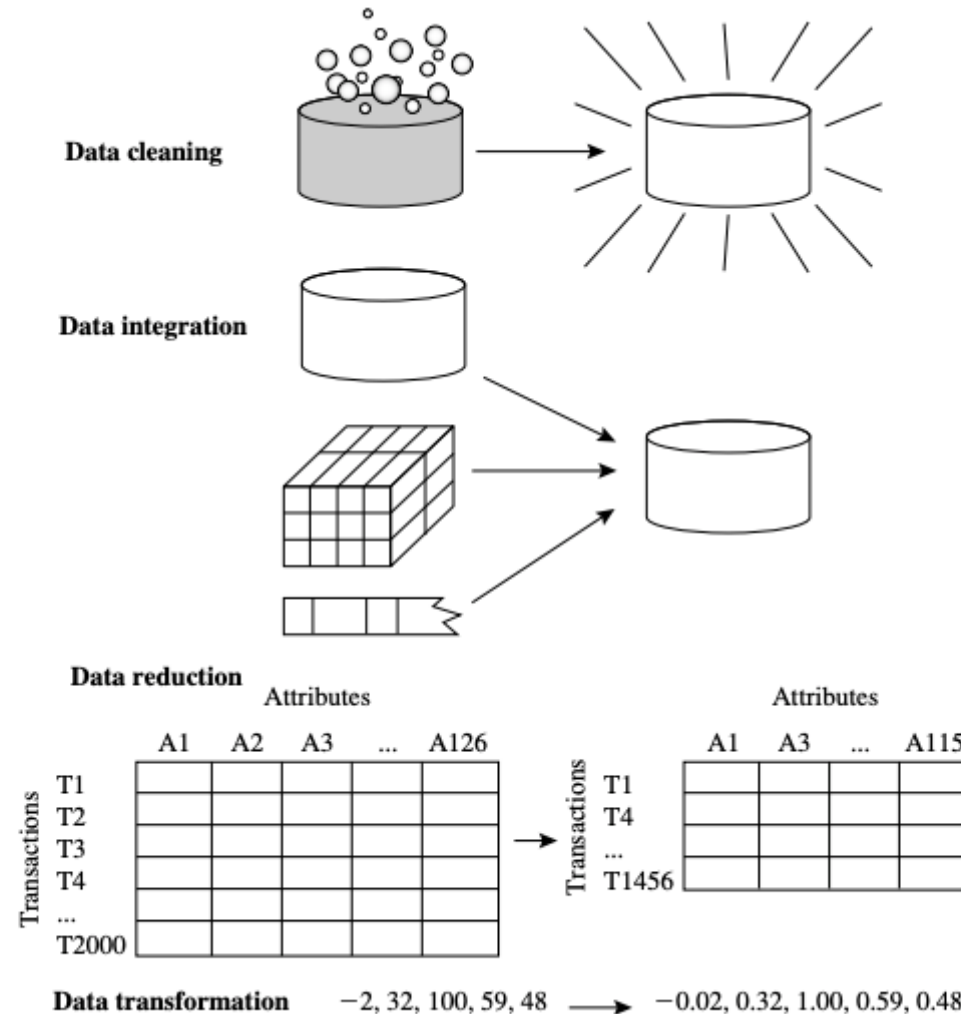 Data cleaning
Data integration
Data reduction
Attributes
A1 A2 A3 ... A126
Transactions
T1
T2
T3
T4
...
T2000
Attributes
A1 A3 ... A115
Transactions
T1
T4
...
T1456
Data transformation −2, 32, 100, 59, 48 −0.02, 0.32, 1.00, 0.59, 0.48